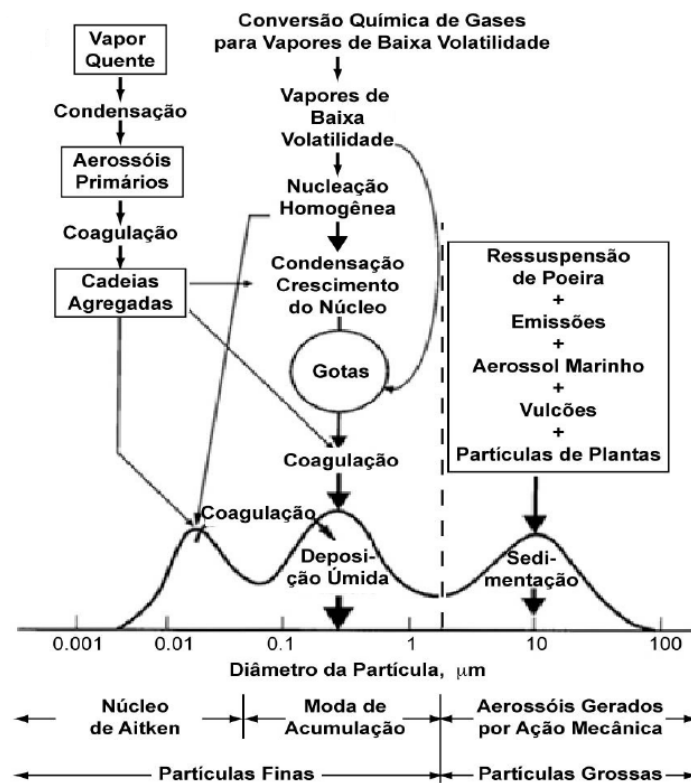 Vapor
Quente
Condensação
Aerossóis
Primários
Coagulação
Cadeias
Agregadas
Conversão Química de Gases
para Vapores de Baixa Volatilidade
Vapores de
Baixa
Volatilidade
Nucleação
Homogênea
Condensação
Crescimento
do Núcleo
Gotas
Coagulação
Ressuspensão
de Poeira
+
Emissões
+
Aerossol Marinho
+
Vulcões
+
Partículas de Plantas
Coagulação
Deposi-
ção Úmida
Sedi-
mentação
0.001
0.01
0.1
1
10
100
Diâmetro da Partícula, μm
Núcleo
de Aitken
Moda de
Acumulação
Aerossóis Gerados
por Ação Mecânica
Partículas Finas
Partículas Grossas